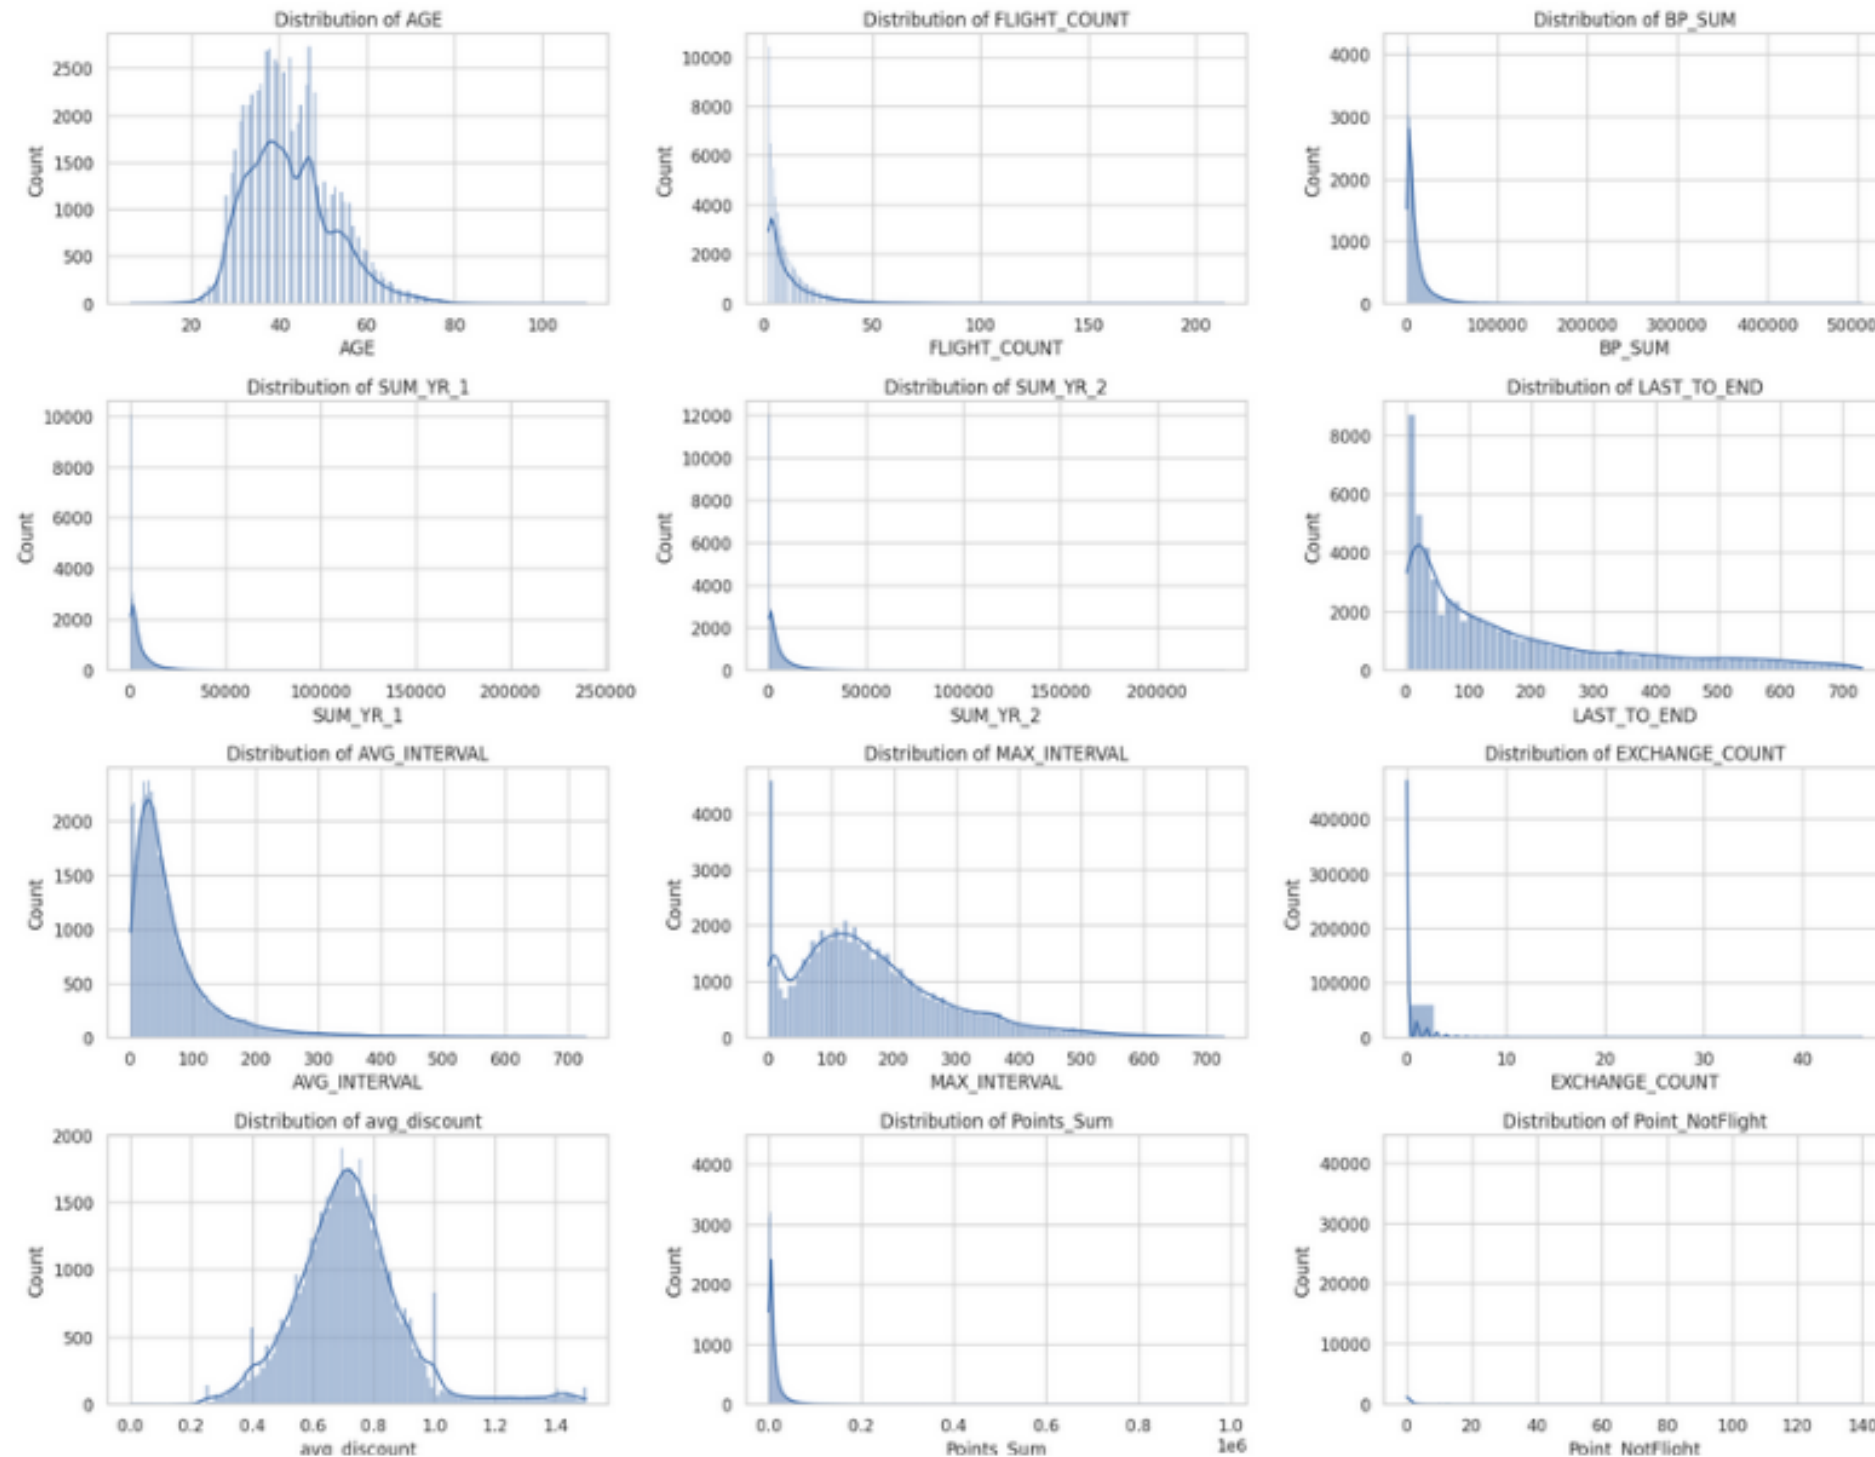 Distribution of AGE
Distribution of FLIGHT_COUNT
Distribution of BP_SUM
Count
2500
2000
1500
1000
500
0
20 40 60 80 100
AGE
Count
10000
8000
6000
4000
2000
0
0 50 100 150 200
FLIGHT_COUNT
Count
4000
3000
2000
1000
0
0 100000 200000 300000 400000 50000
BP_SUM
Distribution of SUM_YR_1
Distribution of SUM_YR_2
Distribution of LAST_TO_END
Count
10000
8000
6000
4000
2000
0
0 50000 100000 150000 200000 250000
SUM_YR_1
Count
12000
10000
8000
6000
4000
2000
0
0 50000 100000 150000 200000
SUM_YR_2
Count
8000
6000
4000
2000
0
0 100 200 300 400 500 600 700
LAST_TO_END
Distribution of AVG_INTERVAL
Distribution of MAX_INTERVAL
Distribution of EXCHANGE_COUNT
Count
2000
1500
1000
500
0
0 100 200 300 400 500 600 700
AVG_INTERVAL
Count
4000
3000
2000
1000
0
0 100 200 300 400 500 600 700
MAX_INTERVAL
Count
400000
300000
200000
100000
0
0 10 20 30 40
EXCHANGE_COUNT
Distribution of avg_discount
Distribution of Points_Sum
Distribution of Point_NotFlight
Count
2000
1500
1000
500
0
0.0 0.2 0.4 0.6 0.8 1.0 1.2 1.4
avg_discount
Count
4000
3000
2000
1000
0
0.0 0.2 0.4 0.6 0.8 1.0
1e6
Points_Sum
Count
40000
30000
20000
10000
0
0 20 40 60 80 100 120 140
Point_NotFlight